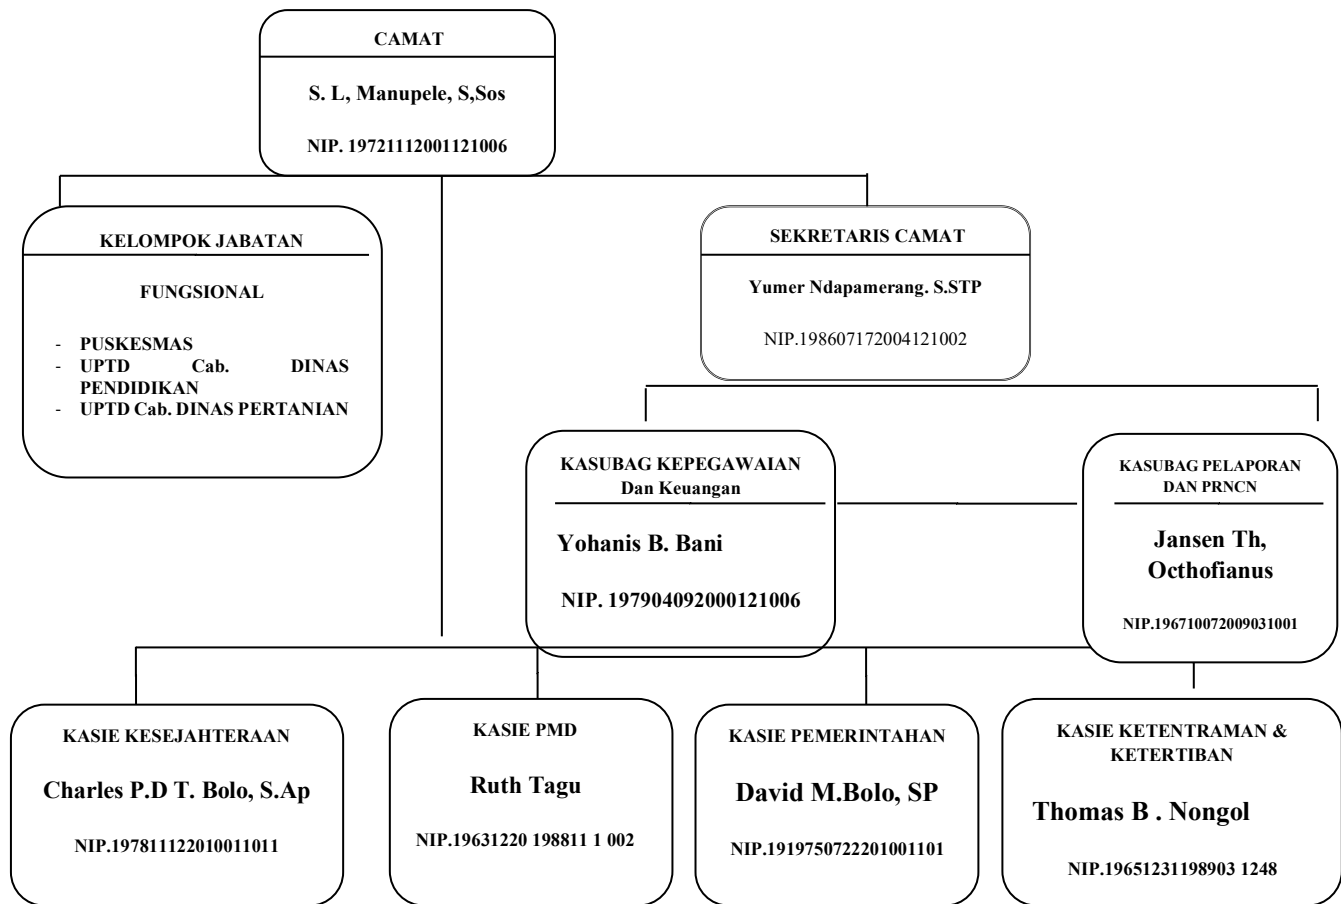 CAMAT
S. L, Manupele, S,Sos
NIP. 19721112001121006
KELOMPOK JABATAN
FUNGSIONAL
- PUSKESMAS
- UPTD Cab. DINAS
PENDIDIKAN
- UPTD Cab. DINAS PERTANIAN
SEKRETARIS CAMAT
Yumer Ndapamerang. S.STP
NIP.198607172004121002
KASUBAG KEPEGAWAIAN
Dan Keuangan
Yohanis B. Bani
NIP. 197904092000121006
KASUBAG PELAPORAN
DAN PRNCN
Jansen Th,
Octhofianus
NIP.196710072009031001
KASIE KESEJAHTERAAN
Charles P.D T. Bolo, S.Ap
NIP.197811122010011011
KASIE PMD
Ruth Tagu
NIP.19631220 198811 1 002
KASIE PEMERINTAHAN
David M.Bolo, SP
NIP.1919750722201001101
KASIE KETENTRAMAN &
KETERTIBAN
Thomas B . Nongol
NIP.19651231198903 1248